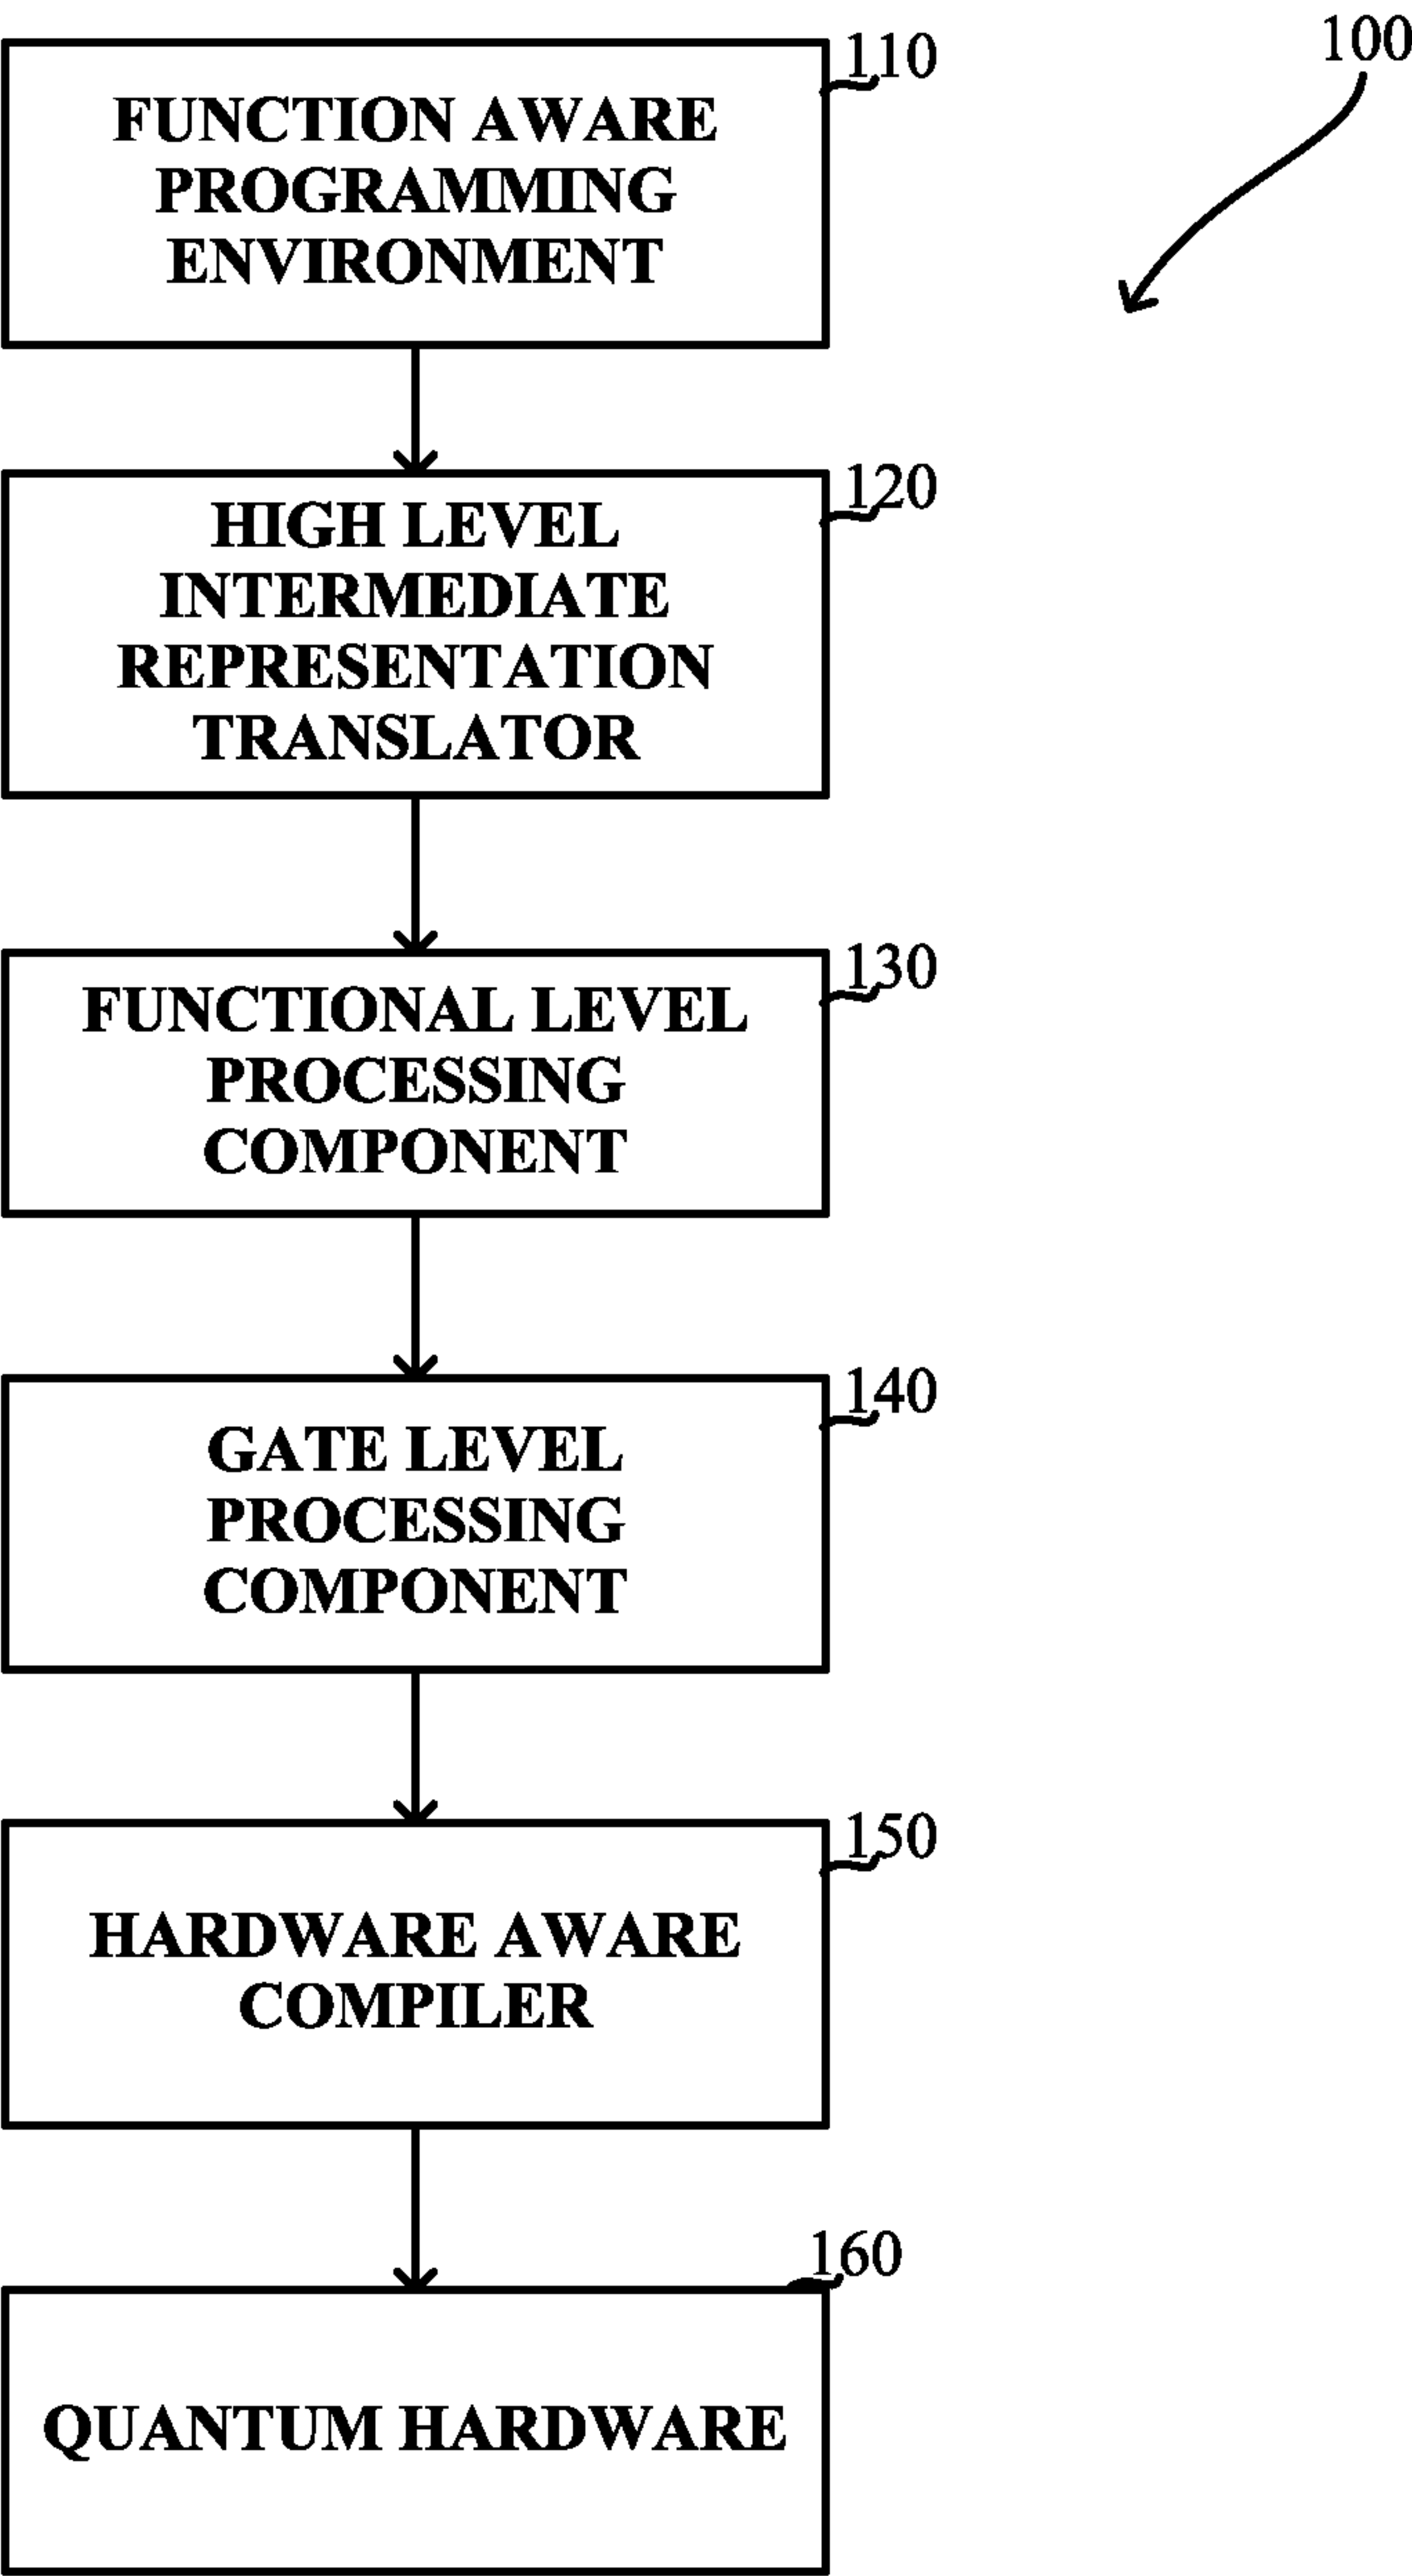 100
110
FUNCTION AWARE
PROGRAMMING
ENVIRONMENT
120
HIGH LEVEL
INTERMEDIATE
REPRESENTATION
TRANSLATOR
130
FUNCTIONAL LEVEL
PROCESSING
COMPONENT
140
GATE LEVEL
PROCESSING
COMPONENT
150
HARDWARE AWARE
COMPILER
160
QUANTUM HARDWARE